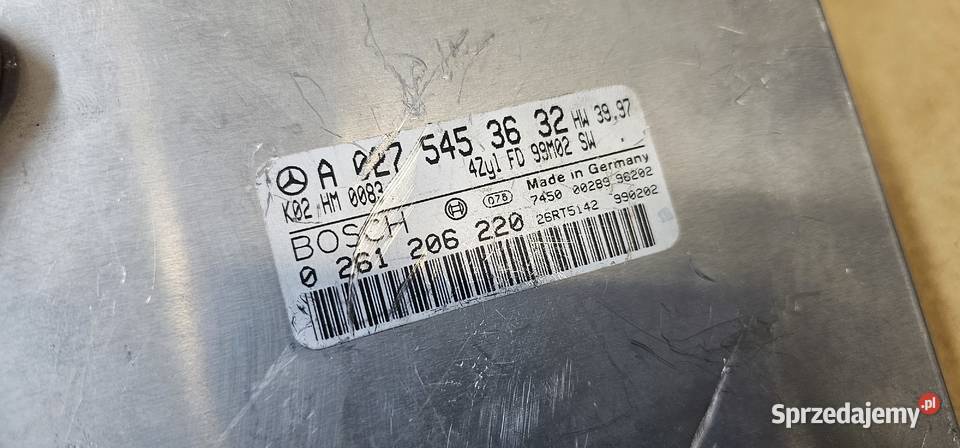 A 027 545 36 32 HW 39,97
K02 HM 0083 4Zyl FD 99M02 SW .
BOSCH 078 Made in Germany
7450 00289 96202
0 261 206 220 26RT5142 990202
Sprzedajemy.pl